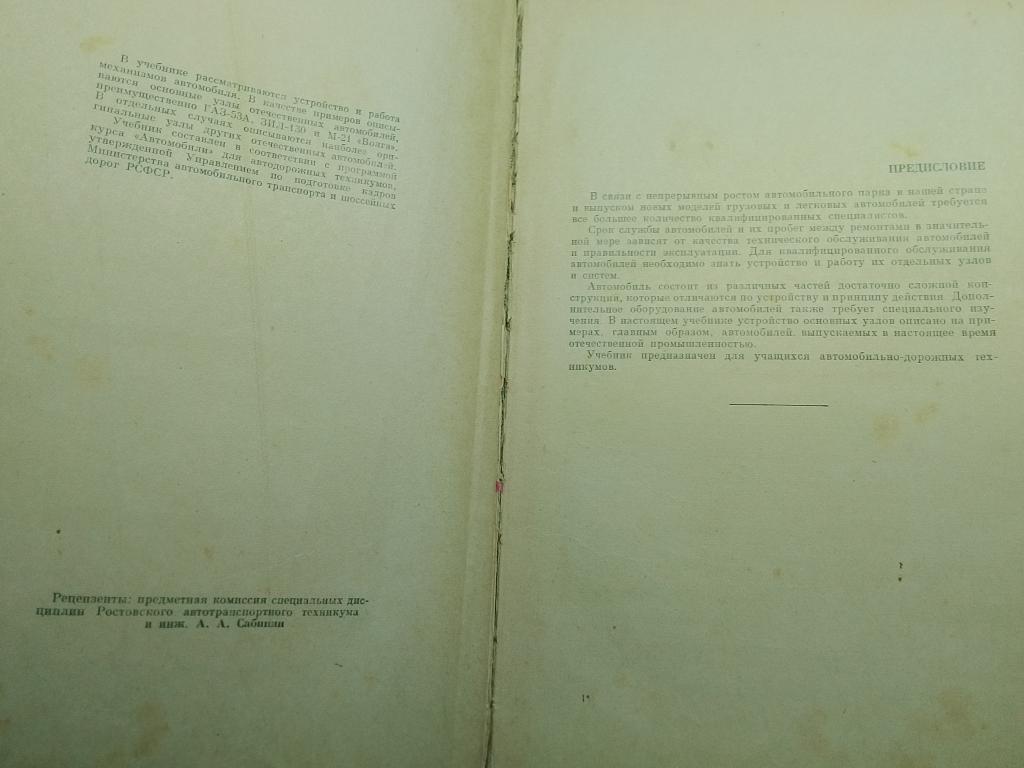 В учебнике рассматриваются устройство и работа
механизмов автомобиля. В качестве примеров описы-
ваются основные узлы отечественных автомобилей,
преимущественно ГАЗ-53А, ЗИЛ-130 и М-21 «Волга».
В отдельных случаях описываются наиболее ори-
гинальные узлы других отечественных автомобилей.
Учебник составлен в соответствии с программой
курса «Автомобили» для автодорожных техникумов,
утвержденной Управлением по подготовке кадров
Министерства автомобильного транспорта и шоссейных
дорог РСФСР.
Рецензенты: предметная комиссия специальных дис-
циплин Ростовского автотранспортного техникума
и инж. А. А. Сабинин
ПРЕДИСЛОВИЕ
В связи с непрерывным ростом автомобильного парка в нашей стране
и выпуском новых моделей грузовых и легковых автомобилей требуется
все большее количество квалифицированных специалистов.
Срок службы автомобилей и их пробег между ремонтами в значитель-
ной мере зависят от качества технического обслуживания автомобилей
и правильности эксплуатации. Для квалифицированного обслуживания
автомобилей необходимо знать устройство и работу их отдельных узлов
и систем.
Автомобиль состоит из различных частей достаточно сложной кон-
струкции, которые отличаются по устройству и принципу действия. Допол-
нительное оборудование автомобилей также требует специального изу-
чения. В настоящем учебнике устройство основных узлов описано на при-
мерах, главным образом, автомобилей, выпускаемых в настоящее время
отечественной промышленностью.
Учебник предназначен для учащихся автомобильно-дорожных тех-
никумов.
1*